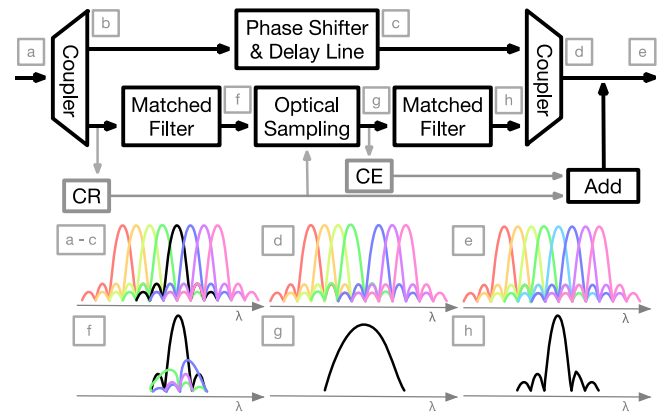 a
b
Coupler
Phase Shifter
& Delay Line
c
Coupler
d
e
Matched
Filter
f
Optical
Sampling
g
Matched
Filter
h
CR
CE
Add
a - c
λ
d
λ
e
λ
f
λ
g
λ
h
λ